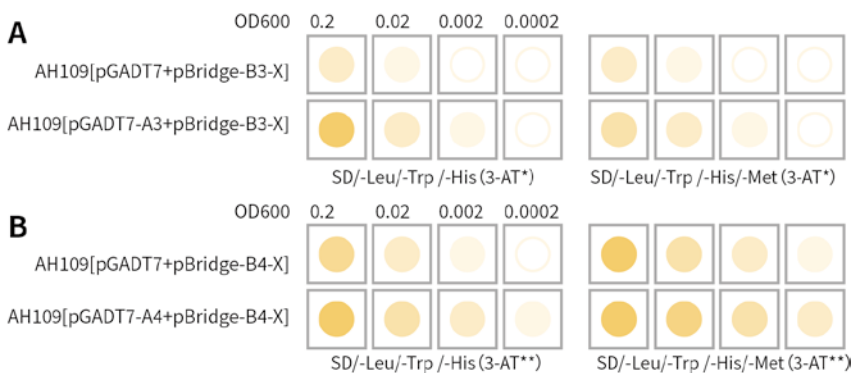 A
OD600 0.2 0.02 0.002 0.0002
AH109[pGADT7+pBridge-B3-X]
AH109[pGADT7-A3+pBridge-B3-X]
SD/-Leu/-Trp /-His (3-AT*) SD/-Leu/-Trp /-His/-Met (3-AT*)
B
OD600 0.2 0.02 0.002 0.0002
AH109[pGADT7+pBridge-B4-X]
AH109[pGADT7-A4+pBridge-B4-X]
SD/-Leu/-Trp /-His (3-AT**) SD/-Leu/-Trp /-His/-Met (3-AT**)